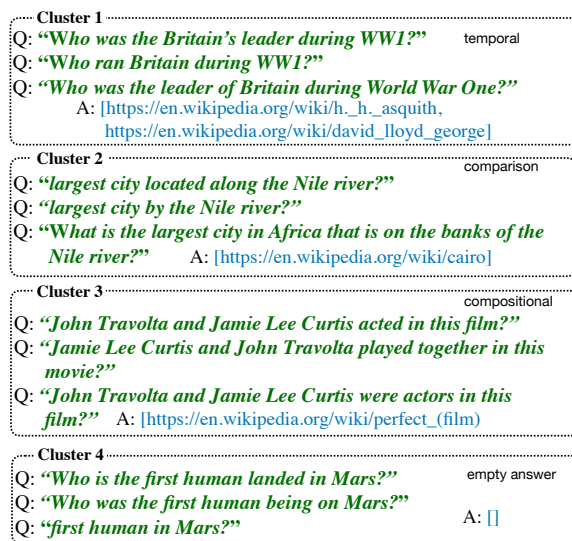 Cluster 1
Q: “Who was the Britain’s leader during WW1?” temporal
Q: “Who ran Britain during WW1?”
Q: “Who was the leader of Britain during World War One?”
A: [https://en.wikipedia.org/wiki/h._h._asquith,
https://en.wikipedia.org/wiki/david_lloyd_george]
Cluster 2
comparison
Q: “largest city located along the Nile river?”
Q: “largest city by the Nile river?”
Q: “What is the largest city in Africa that is on the banks of the
Nile river?” A: [https://en.wikipedia.org/wiki/cairo]
Cluster 3
compositional
Q: “John Travolta and Jamie Lee Curtis acted in this film?”
Q: “Jamie Lee Curtis and John Travolta played together in this
movie?”
Q: “John Travolta and Jamie Lee Curtis were actors in this
film?” A: [https://en.wikipedia.org/wiki/perfect_(film)
Cluster 4
Q: “Who is the first human landed in Mars?” empty answer
Q: “Who was the first human being on Mars?”
Q: “first human in Mars?” A: []